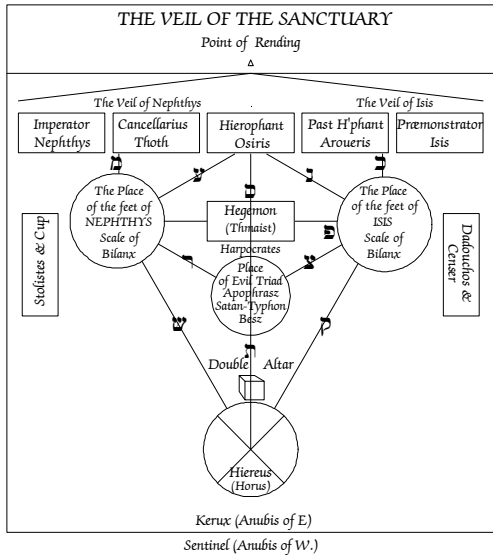 THE VEIL OF THE SANCTUARY
Point of Rending
The Veil of Nephthys
The Veil of Isis
Imperator
Nephthys
Cancellarius
Thoth
Hierophant
Osiris
Past H'phant
Aroueris
Præmonstrator
Isis
מ
ע
ס
נ
כ
The Place
of the feet of
NEPHTHYS
Scale of
Bilanx
Hegemon
(Thmaist)
פ
The Place
of the feet of
ISIS
Scale of
Bilanx
Stolistes & Cup
Dadouchos &
Censer
Harpocrates
ר
צ
Place
of Evil Triad
Apophrasz
Satan-Typhon
Besz
ש
ק
ת
Double Altar
Hiereus
(Horus)
Kerux (Anubis of E)
Sentinel (Anubis of W.)